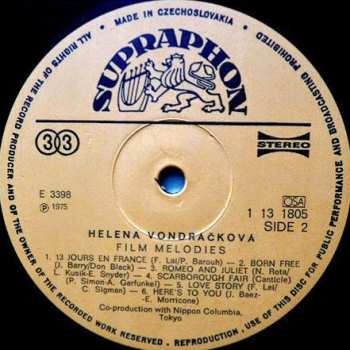 MADE IN CZECHOSLOVAKIA
ALL RIGHTS OF THE RECORD PRODUCER AND OF THE OWNER OF THE RECORDED WORK RESERVED . REPRODUCTION , USE OF THIS RECORD FOR PUBLIC PERFORMANCE AND BROADCASTING PROHIBITED
SUPRAPHON
33
STEREO
E 3398
℗ 1975
OSA
1 13 1805
SIDE 2
HELENA VONDRÁČKOVÁ
FILM MELODIES
1. 13 JOURS EN FRANCE (F. Lai/P. Barouh) - 2. BORN FREE
(J. Barry/Don Black) - 3. ROMEO AND JULIET (N. Rota/
L. Kusik-E. Snyder) - 4. SCARBOROUGH FAIR (Canticle)
(P. Simon-A. Garfunkel) - 5. LOVE STORY (F. Lai/
C. Sigman) - 6. HERE'S TO YOU (J. Baez-
E. Morricone)
Co-production with Nippon Columbia,
Tokyo